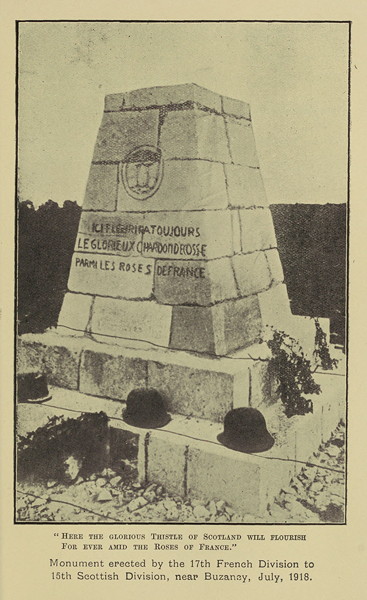 ICI FLEURIRA TOUJOURS
LE GLORIEUX CHARDON D'ROSSE
PARMI LES ROSES DE FRANCE
"Here the glorious Thistle of Scotland will flourish
For ever amid the Roses of France."
Monument erected by the 17th French Division to
15th Scottish Division, near Buzancy, July, 1918.